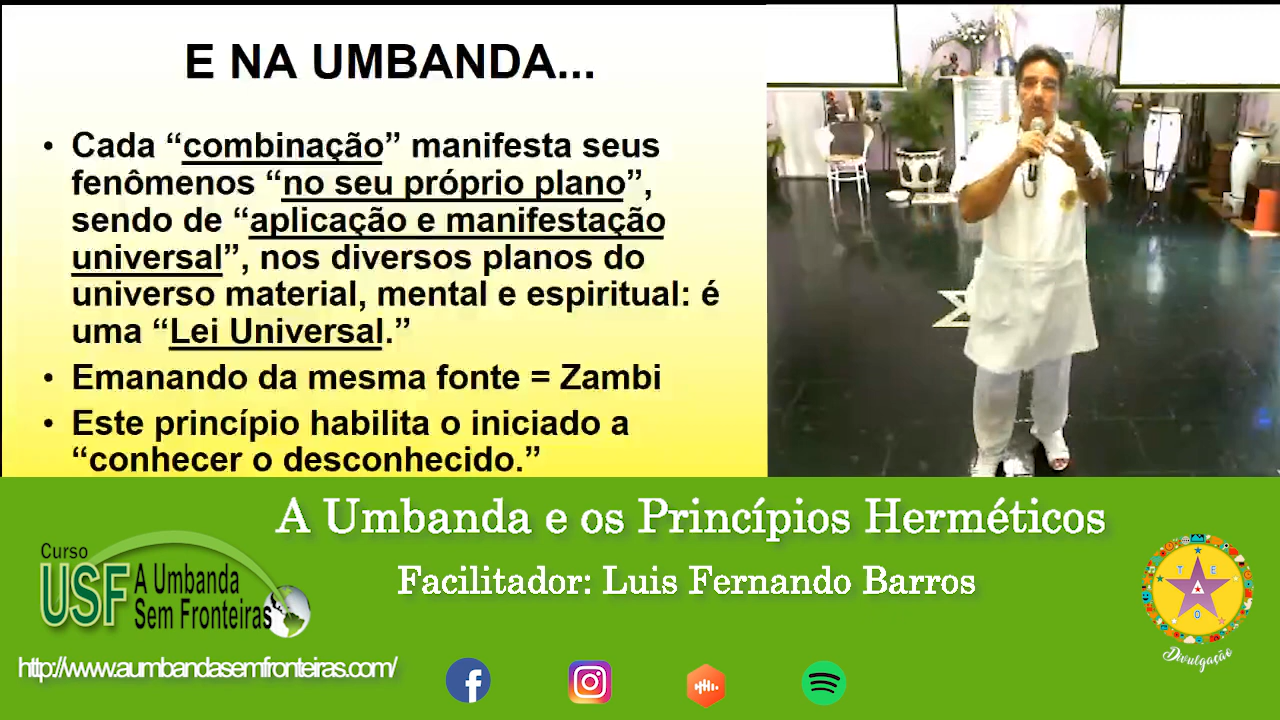 E NA UMBANDA...
• Cada “combinação” manifesta seus
fenômenos “no seu próprio plano”,
sendo de “aplicação e manifestação
universal”, nos diversos planos do
universo material, mental e espiritual: é
uma “Lei Universal.”
• Emanando da mesma fonte = Zambi
• Este princípio habilita o iniciado a
“conhecer o desconhecido.”
A Umbanda e os Princípios Herméticos
Facilitador: Luis Fernando Barros
Curso
USF A Umbanda
Sem Fronteiras
http://www.aumbandasemfronteiras.com/
T E
A
O
Divulgação